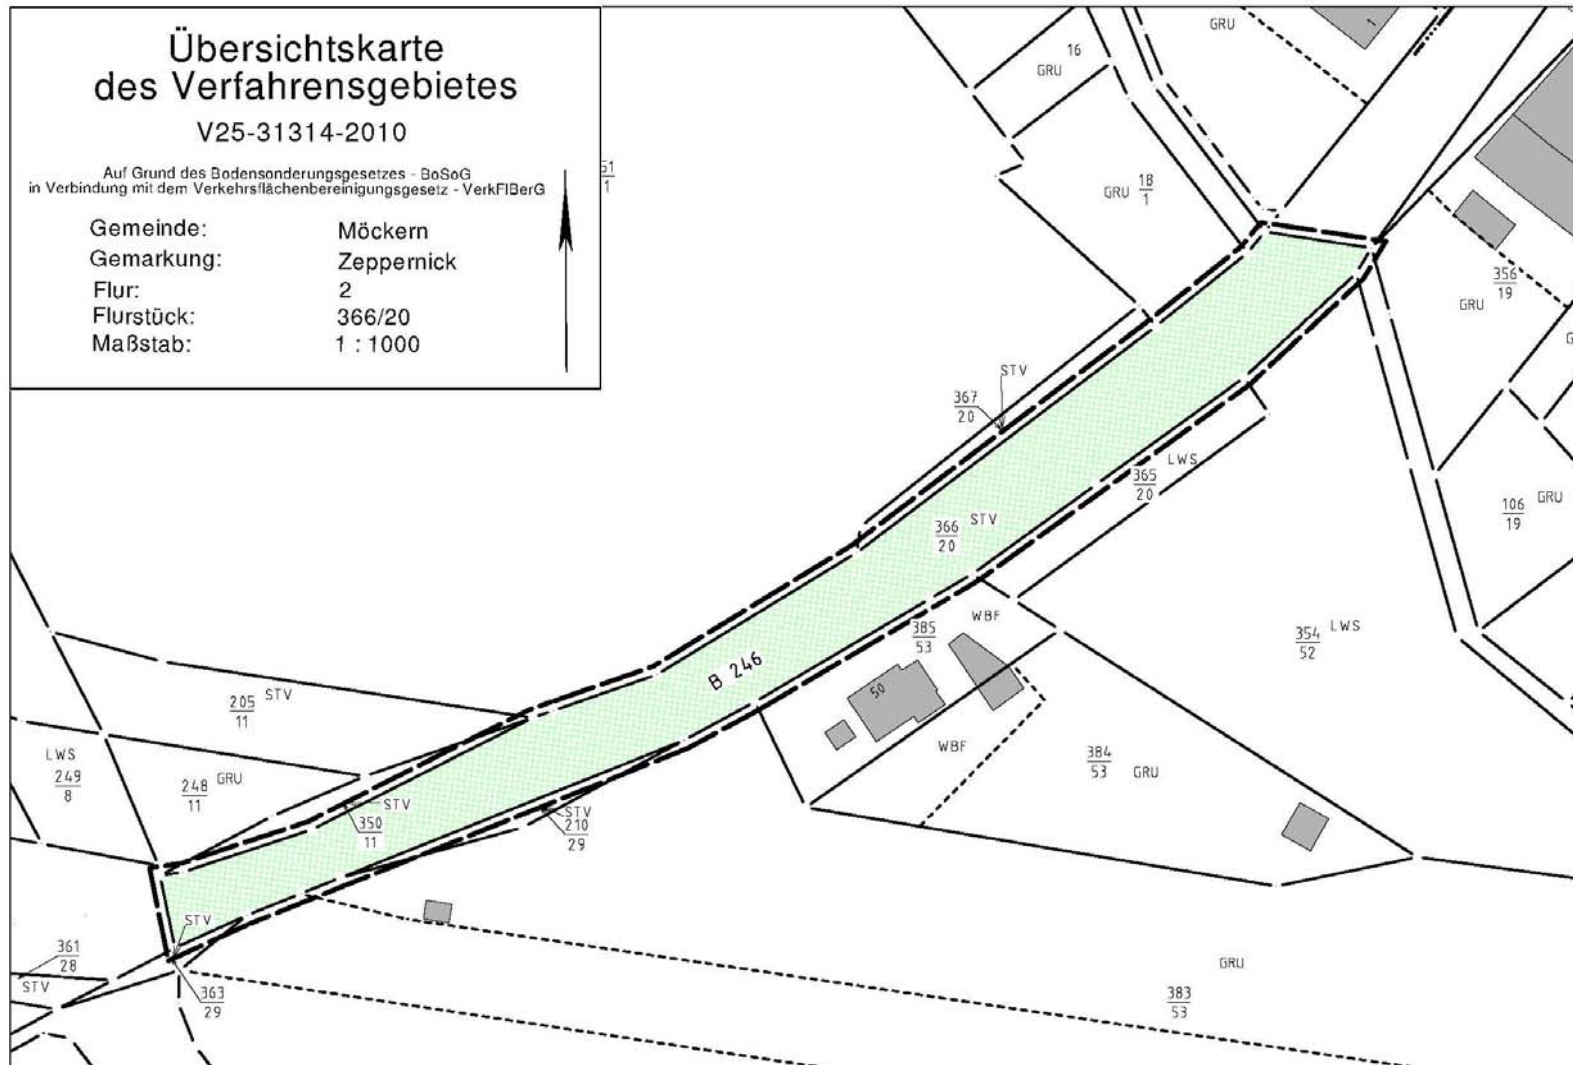 Übersichtskarte
des Verfahrensgebietes
V25-31314-2010
Auf Grund des Bodensonderungsgesetzes - BoSoG
in Verbindung mit dem Verkehrsflächenbereinigungsgesetz - VerkFlBerG
Gemeinde: Möckern
Gemarkung: Zeppernick
Flur: 2
Flurstück: 366/20
Maßstab: 1 : 1000
51
1
16
GRU
GRU
1
GRU 18
1
356
19
GRU
G
STV
367
20
LWS
365
20
106 GRU
19
366 STV
20
WBF
385
53
354 LWS
52
B 246
50
205 STV
11
WBF
384
53
GRU
LWS
249
8
248 GRU
11
STV
350
11
STV
210
29
STV
361
28
STV
363
29
GRU
383
53